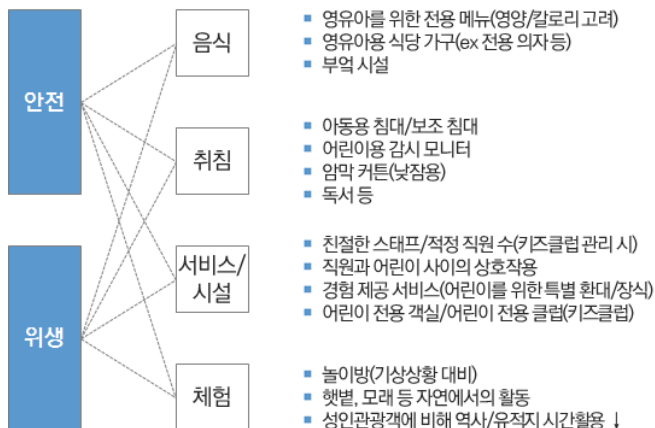 안전
위생
음식
▪ 영유아를 위한 전용 메뉴(영양/칼로리 고려)
▪ 영유아용 식당 가구(ex 전용 의자 등)
▪ 부엌 시설
취침
▪ 아동용 침대/보조 침대
▪ 어린이용 감시 모니터
▪ 암막 커튼(낮잠용)
▪ 독서 등
서비스/
시설
▪ 친절한 스태프/적정 직원 수(키즈클럽 관리 시)
▪ 직원과 어린이 사이의 상호작용
▪ 경험 제공 서비스(어린이를 위한 특별 환대/장식)
▪ 어린이 전용 객실/어린이 전용 클럽(키즈클럽)
체험
▪ 놀이방(기상상황 대비)
▪ 햇볕, 모래 등 자연에서의 활동
▪ 성인관광객에 비해 역사/유적지 시간활용 ↓